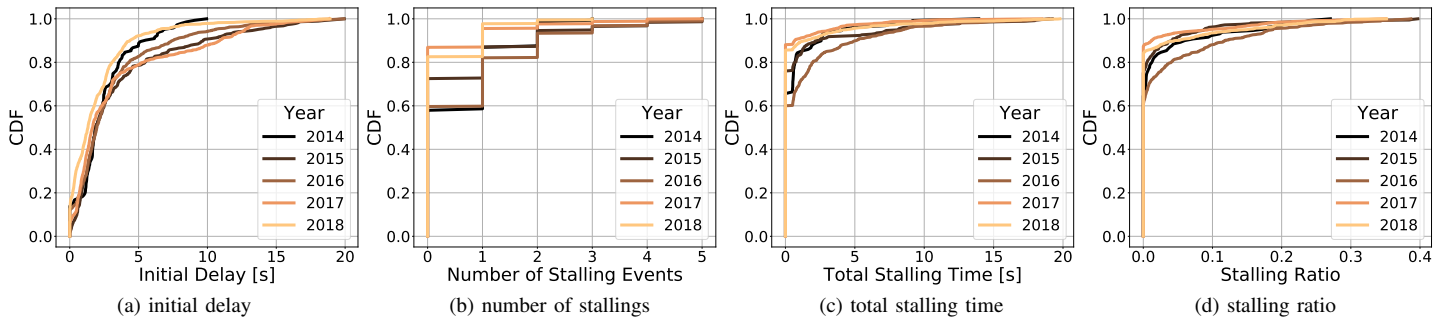 1.0
0.8
0.6
0.4
0.2
0.0
CDF
0 5 10 15 20
Initial Delay [s]
Year
2014
2015
2016
2017
2018
(a) initial delay
1.0
0.8
0.6
0.4
0.2
0.0
CDF
0 1 2 3 4 5
Number of Stalling Events
Year
2014
2015
2016
2017
2018
(b) number of stallings
1.0
0.8
0.6
0.4
0.2
0.0
CDF
0 5 10 15 20
Total Stalling Time [s]
Year
2014
2015
2016
2017
2018
(c) total stalling time
1.0
0.8
0.6
0.4
0.2
0.0
CDF
0.0 0.1 0.2 0.3 0.4
Stalling Ratio
Year
2014
2015
2016
2017
2018
(d) stalling ratio